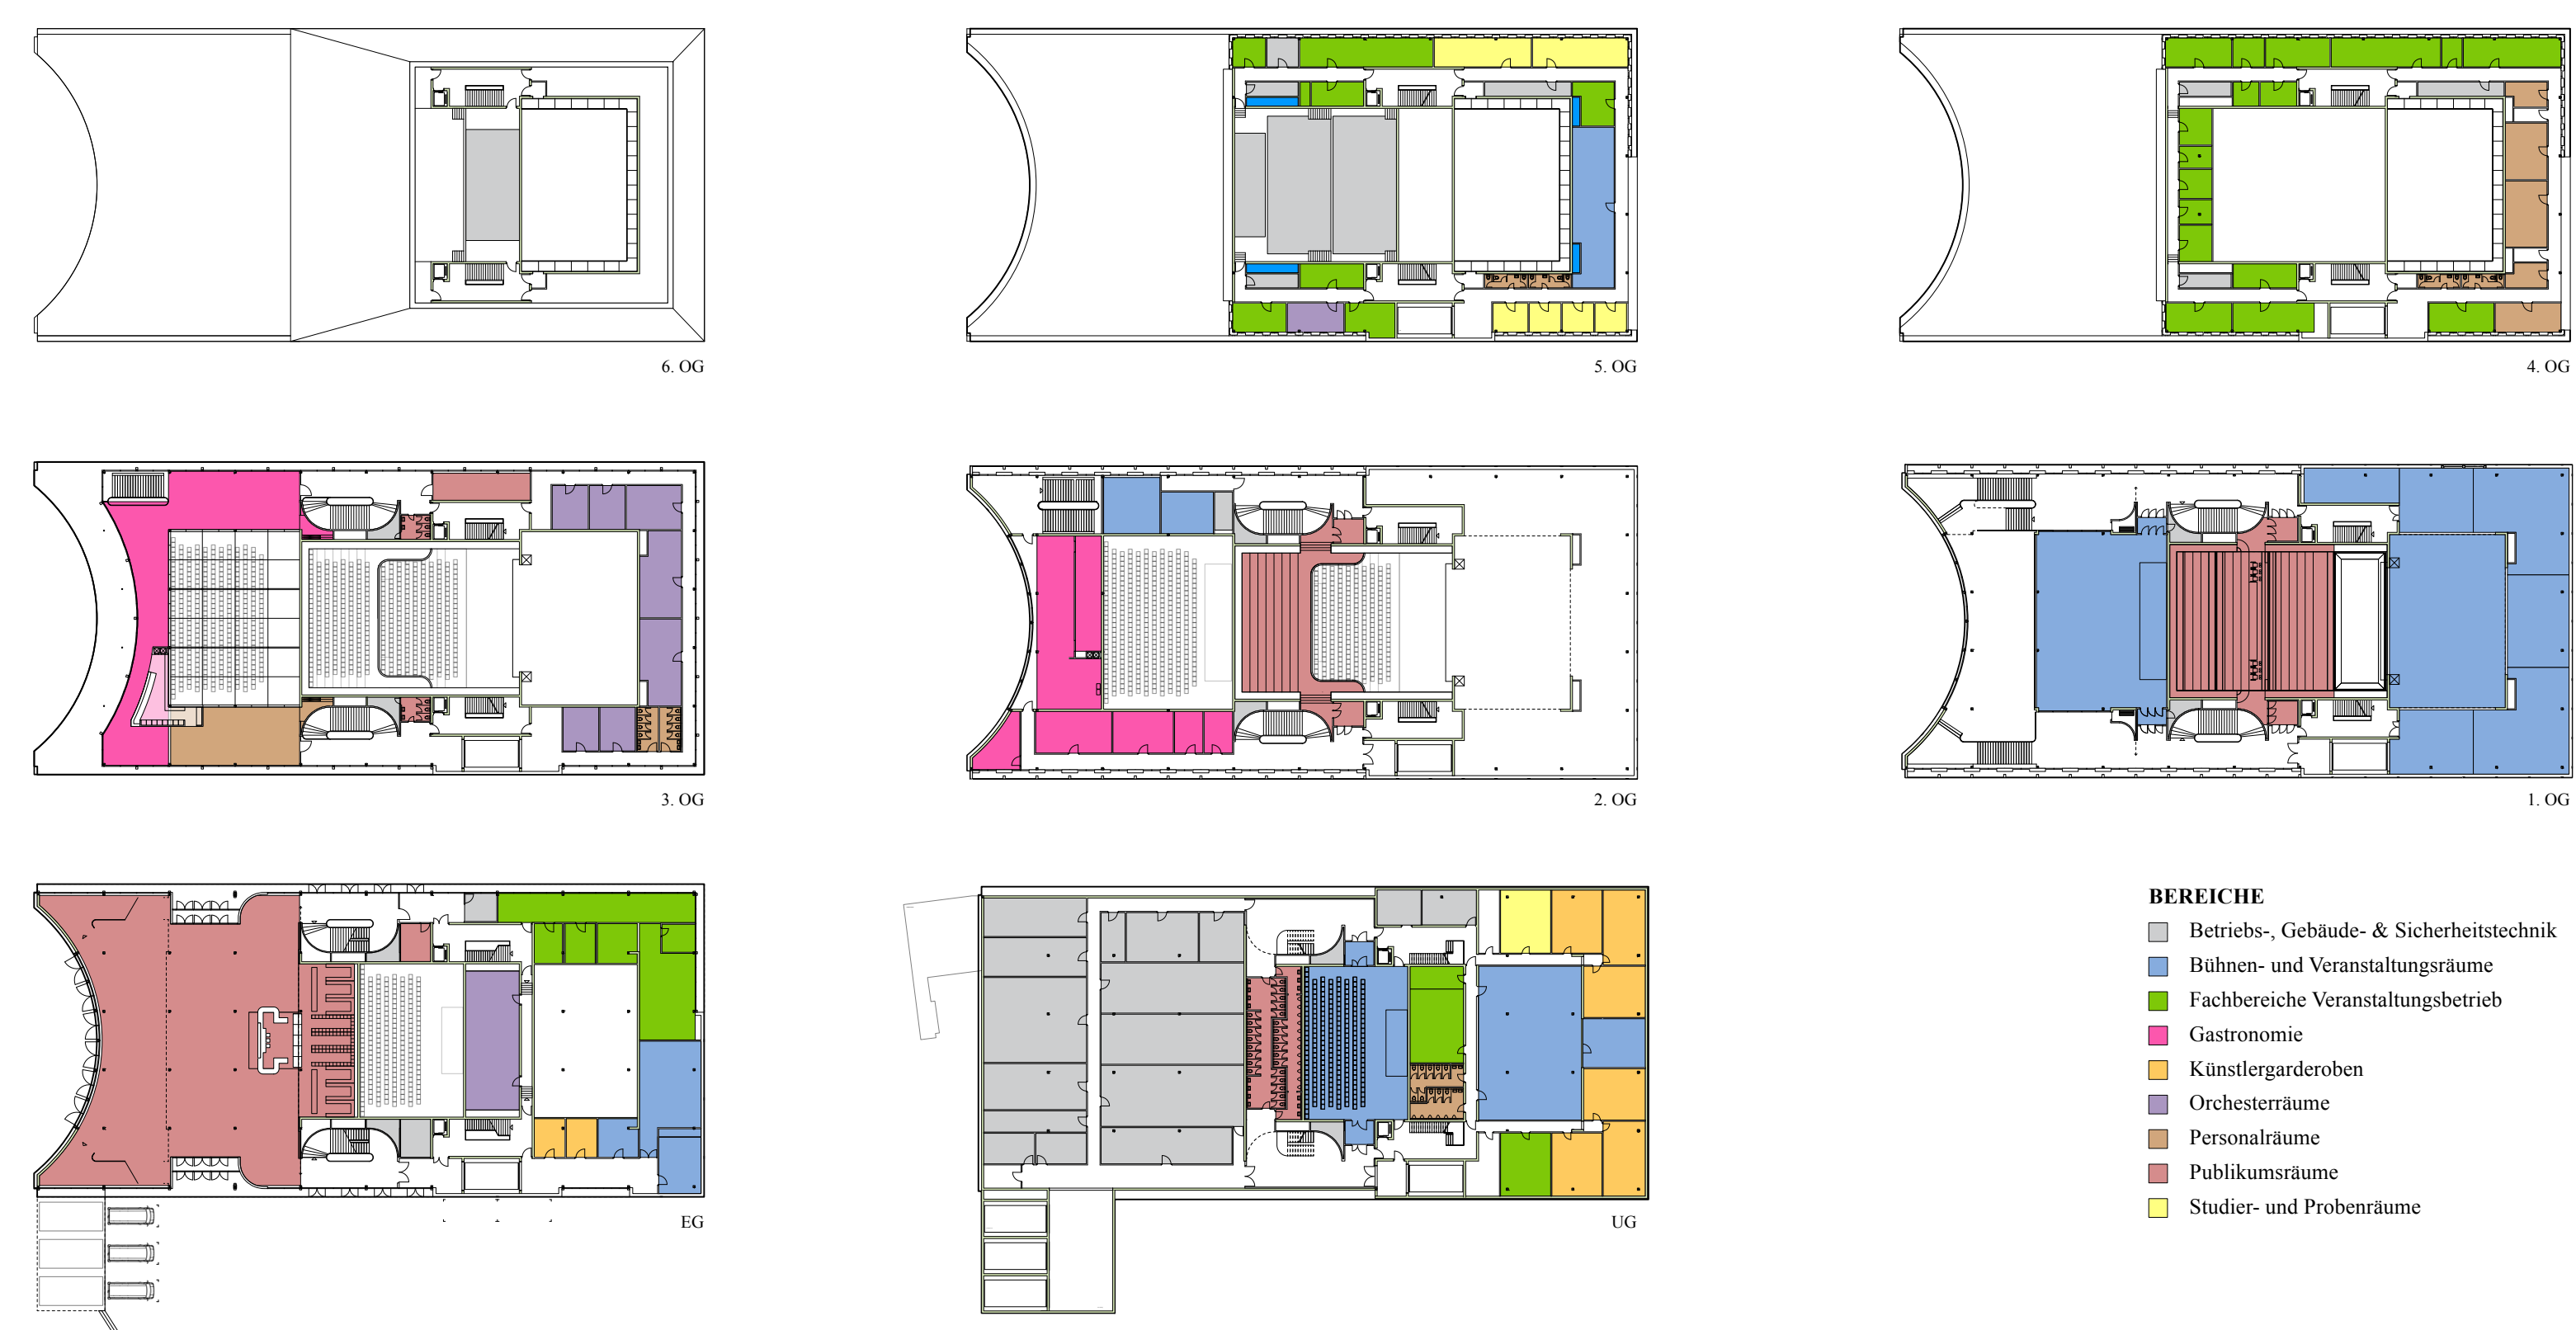 6. OG
5. OG
4. OG
3. OG
2. OG
1. OG
EG
UG
BEREICHE
Betriebs-, Gebäude- & Sicherheitstechnik
Bühnen- und Veranstaltungsräume
Fachbereiche Veranstaltungsbetrieb
Gastronomie
Künstlergarderoben
Orchesterräume
Personalräume
Publikumsräume
Studier- und Probenräume